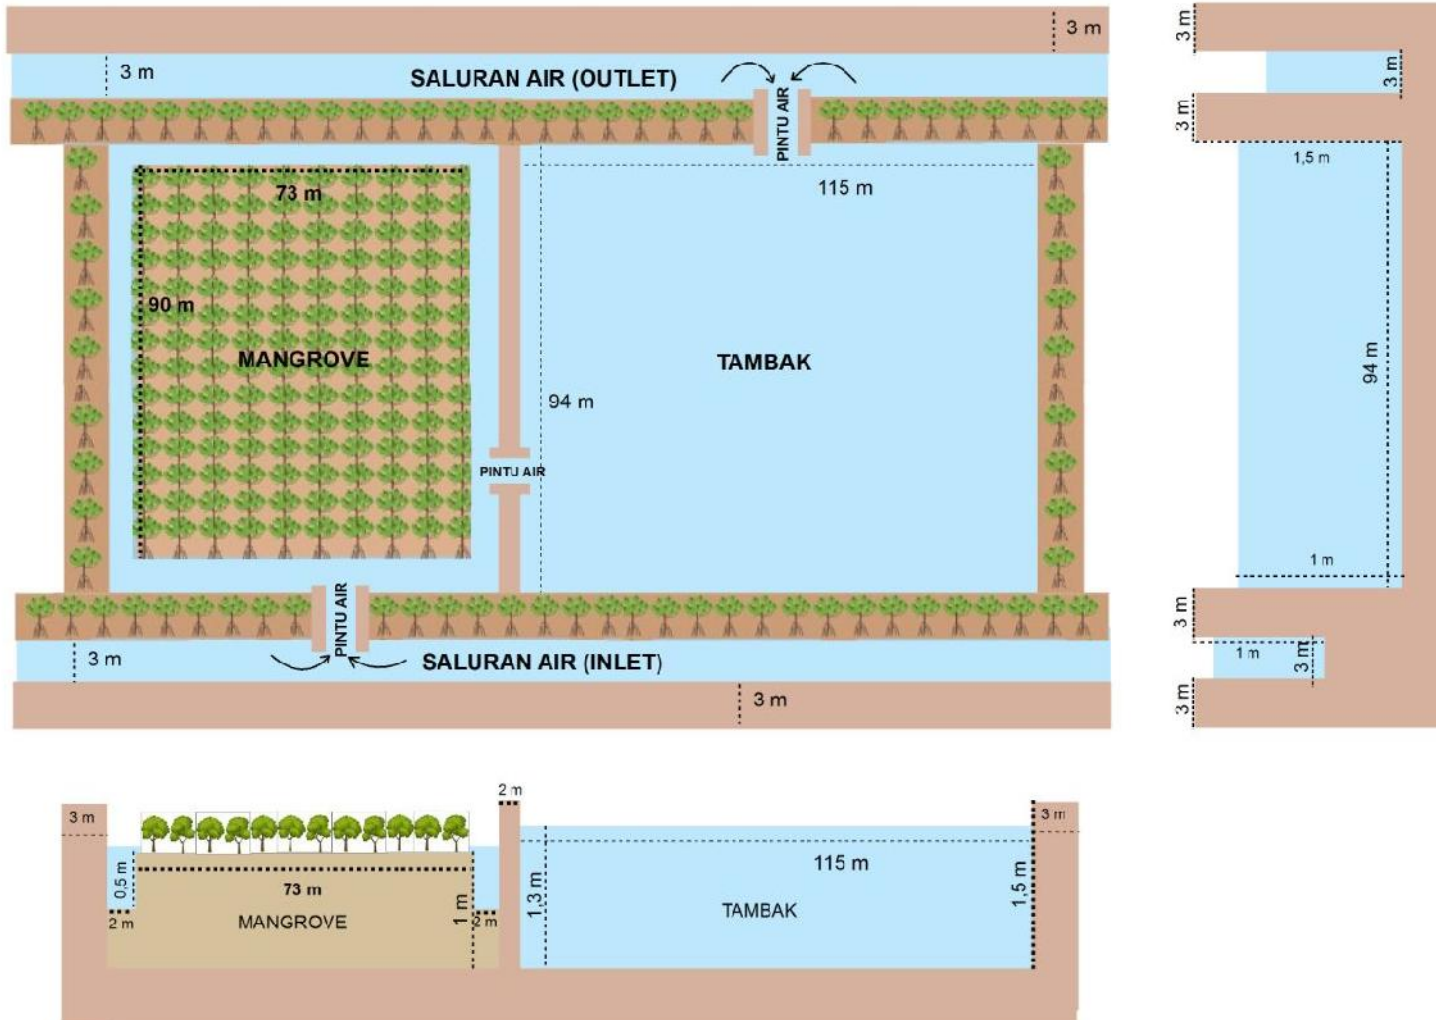 3 m
3 m
SALURAN AIR (OUTLET)
PINTU AIR
73 m
115 m
90 m
MANGROVE
TAMBAK
94 m
PINTU AIR
PINTU AIR
3 m
SALURAN AIR (INLET)
3 m
3 m
3 m
3 m
1,5 m
94 m
1 m
3 m
1 m
3 m
3 m
2 m
3 m
3 m
0,5 m
73 m
1 m
2 m
2 m
MANGROVE
1,3 m
115 m
1,5 m
TAMBAK